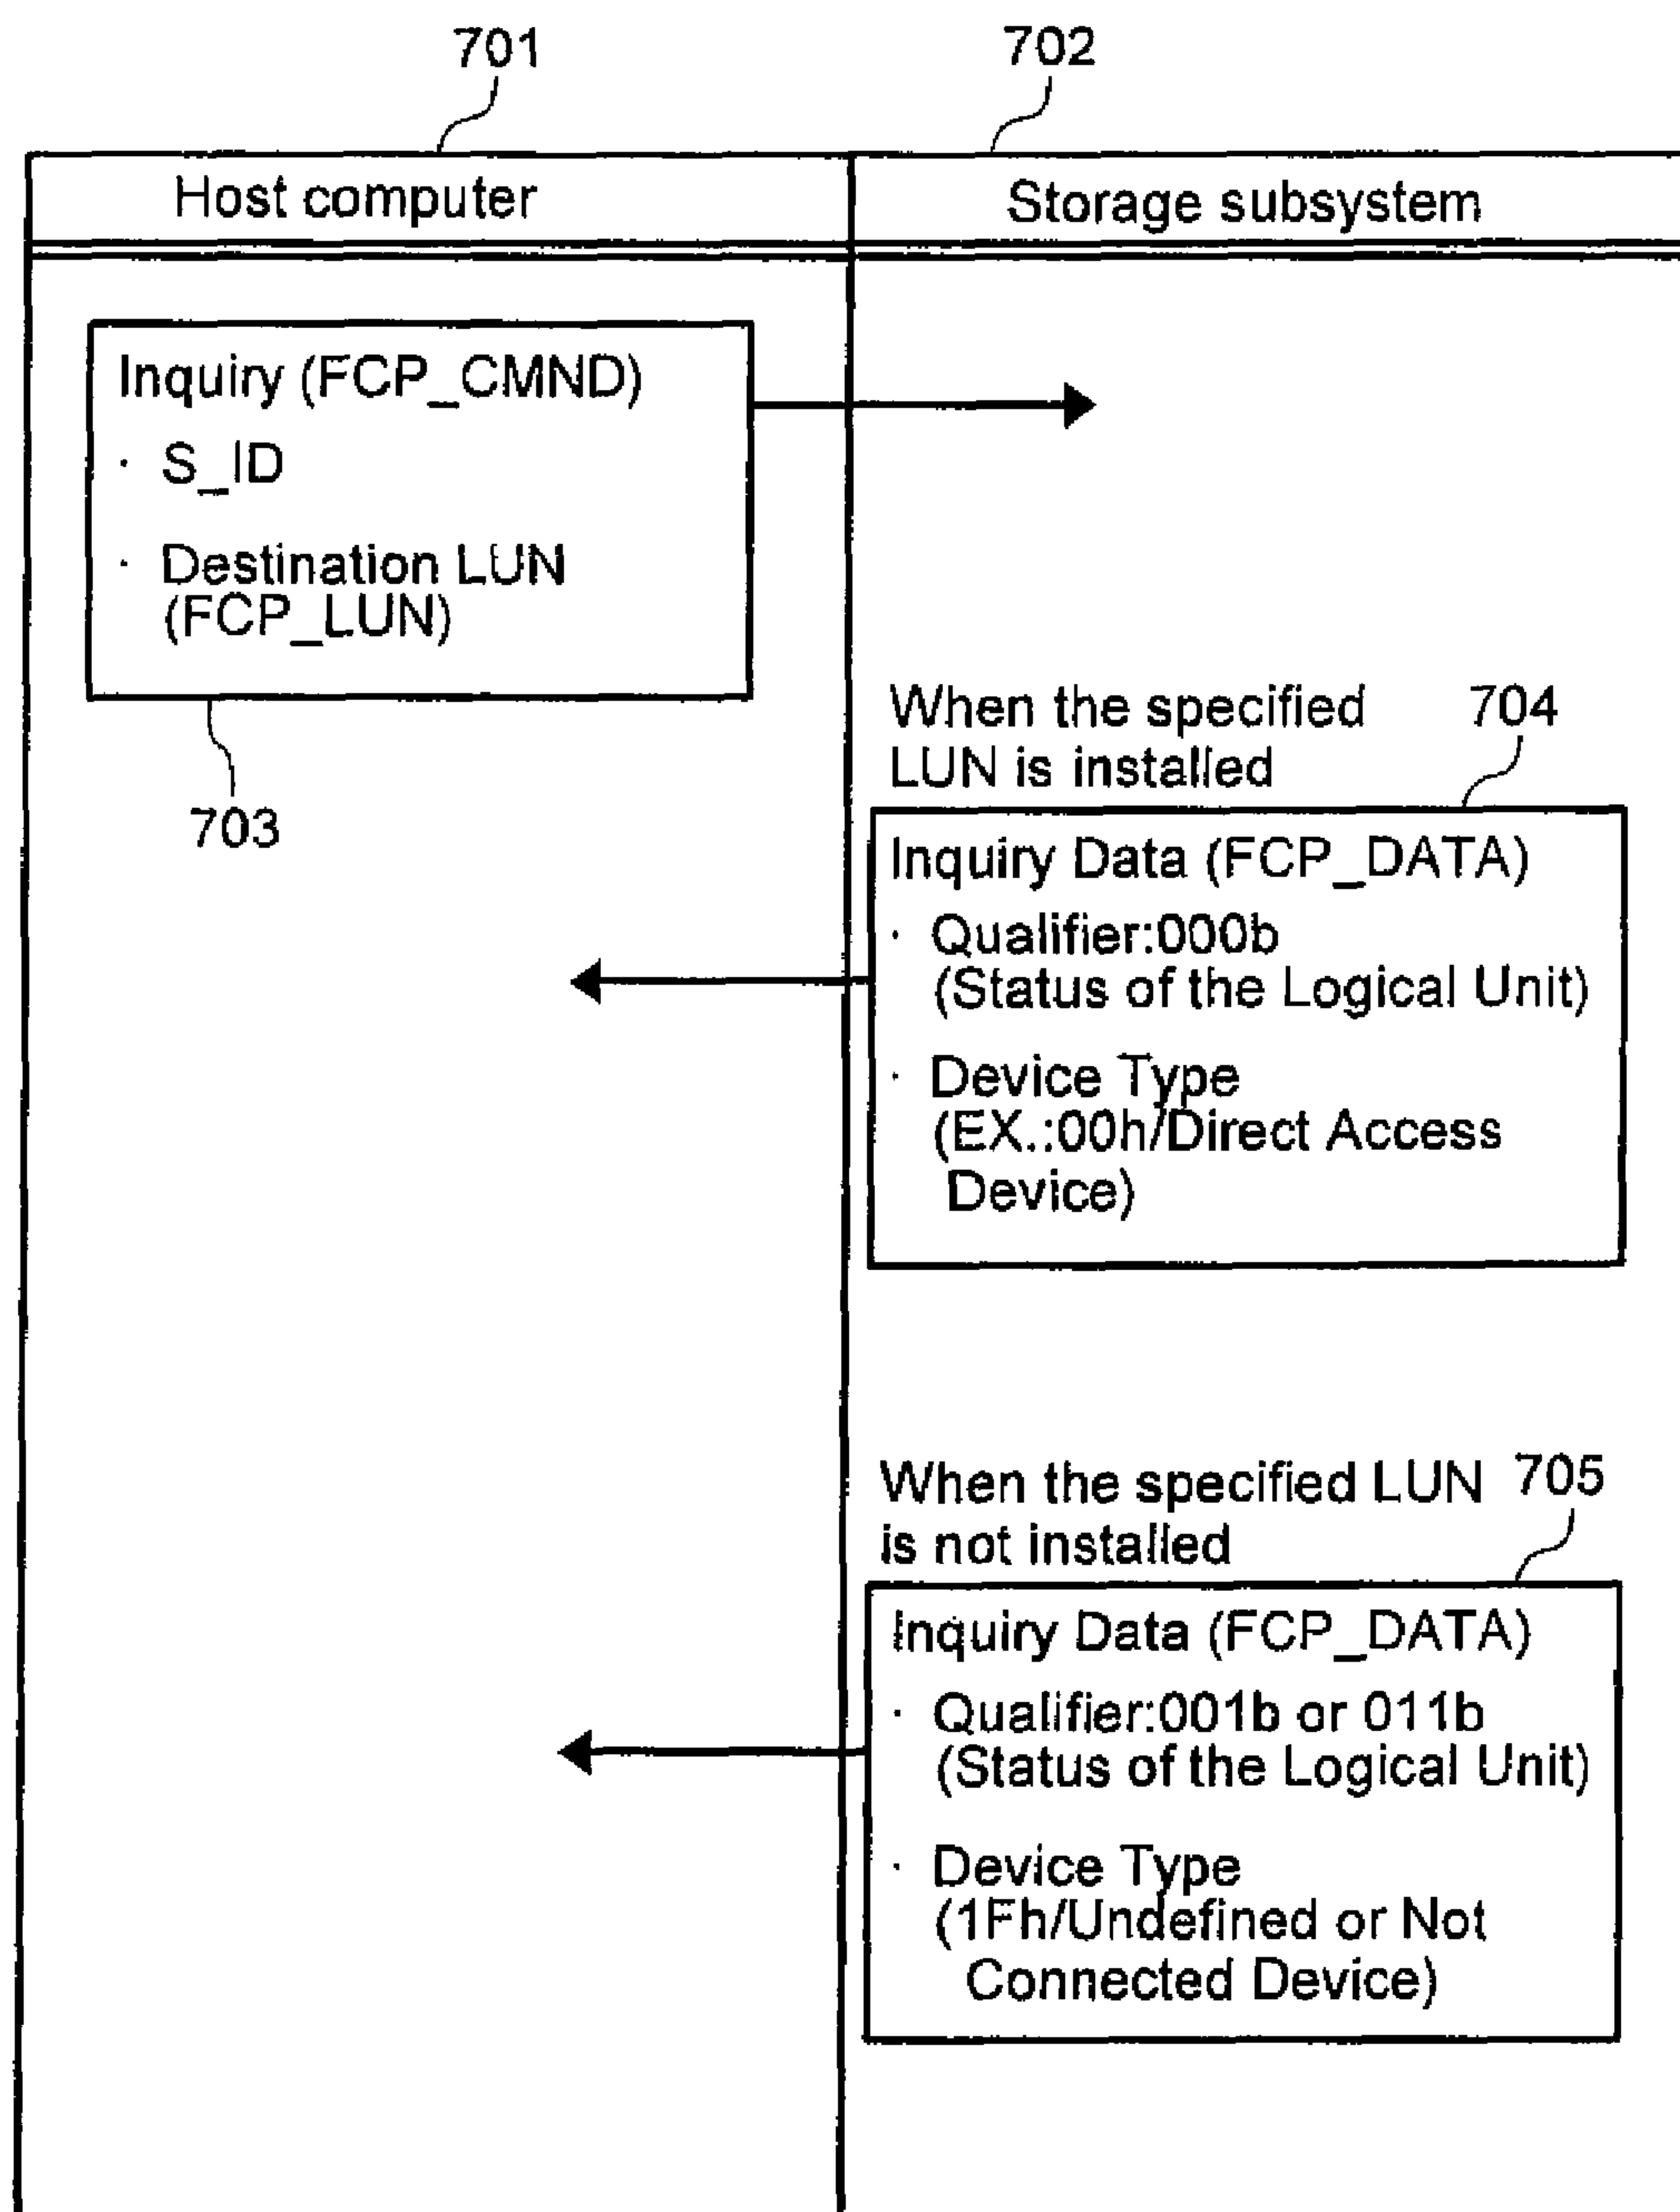 701
702
Host computer
Storage subsystem
Inquiry (FCP_CMND)
· S_ID
· Destination LUN
(FCP_LUN)
703
When the specified
LUN is installed
704
Inquiry Data (FCP_DATA)
· Qualifier:000b
(Status of the Logical Unit)
· Device Type
(EX.:00h/Direct Access
Device)
When the specified LUN
is not installed
705
Inquiry Data (FCP_DATA)
· Qualifier:001b or 011b
(Status of the Logical Unit)
· Device Type
(1Fh/Undefined or Not
Connected Device)